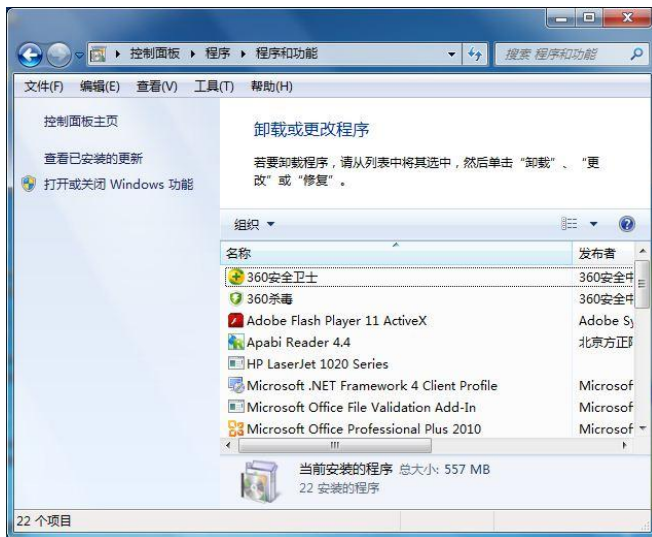 控制面板 ▸ 程序 ▸ 程序和功能
搜索 程序和功能
文件(F) 编辑(E) 查看(V) 工具(T) 帮助(H)
控制面板主页
查看已安装的更新
打开或关闭 Windows 功能
卸载或更改程序
若要卸载程序，请从列表中将其选中，然后单击“卸载”、“更
改”或“修复”。
组织
名称 发布者
360安全卫士 360安全
360杀毒 360安全
Adobe Flash Player 11 ActiveX Adobe Sy
Apabi Reader 4.4 北京方正
HP LaserJet 1020 Series
Microsoft .NET Framework 4 Client Profile Microsof
Microsoft Office File Validation Add-In Microsof
Microsoft Office Professional Plus 2010 Microsof
当前安装的程序 总大小: 557 MB
22 安装的程序
22 个项目